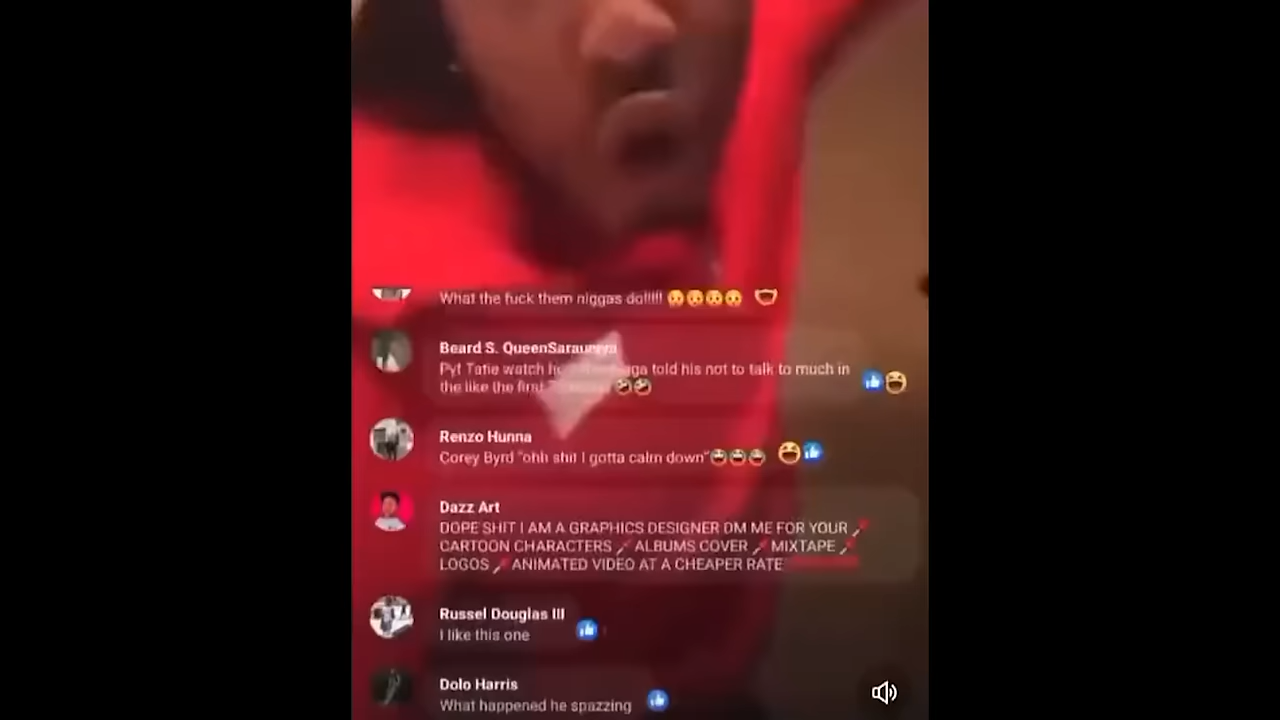 What the fuck them niggas do!!!!! 😥😥😥😥
Beard S. QueenSarauniya
Pyt Tatie watch told his not to talk to much in
the like the first 😂😂
Renzo Hunna
Corey Byrd "ohh shit I gotta calm down"😂😂😂
Dazz Art
DOPE SHIT I AM A GRAPHICS DESIGNER DM ME FOR YOUR
CARTOON CHARACTERS ALBUMS COVER MIXTAPE
LOGOS ANIMATED VIDEO AT A CHEAPER RATE
Russel Douglas III
I like this one
Dolo Harris
What happened he spazzing